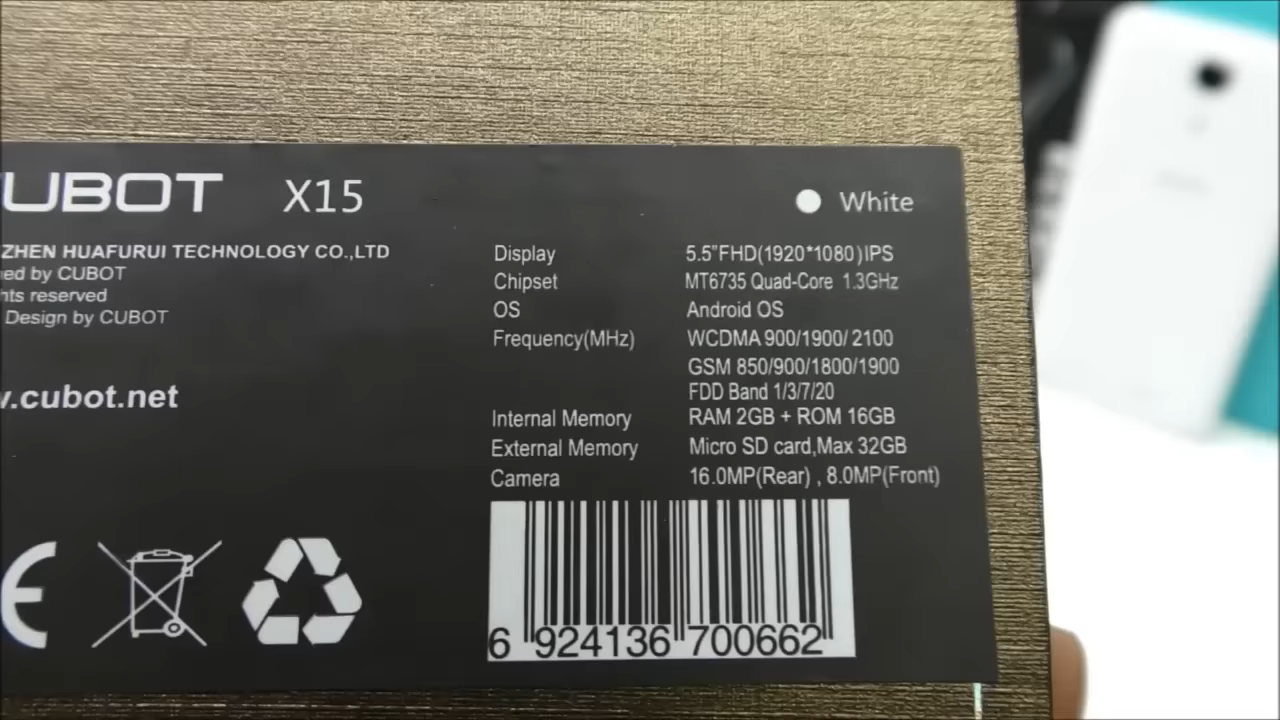 CUBOT X15
White
ZHEN HUAFURUI TECHNOLOGY CO.,LTD
ned by CUBOT
hts reserved
Design by CUBOT
v.cubot.net
Display 5.5"FHD(1920*1080)IPS
Chipset MT6735 Quad-Core 1.3GHz
OS Android OS
Frequency(MHz) WCDMA 900/1900/2100
GSM 850/900/1800/1900
FDD Band 1/3/7/20
Internal Memory RAM 2GB + ROM 16GB
External Memory Micro SD card,Max 32GB
Camera 16.0MP(Rear) , 8.0MP(Front)
CE
6 924136 700662